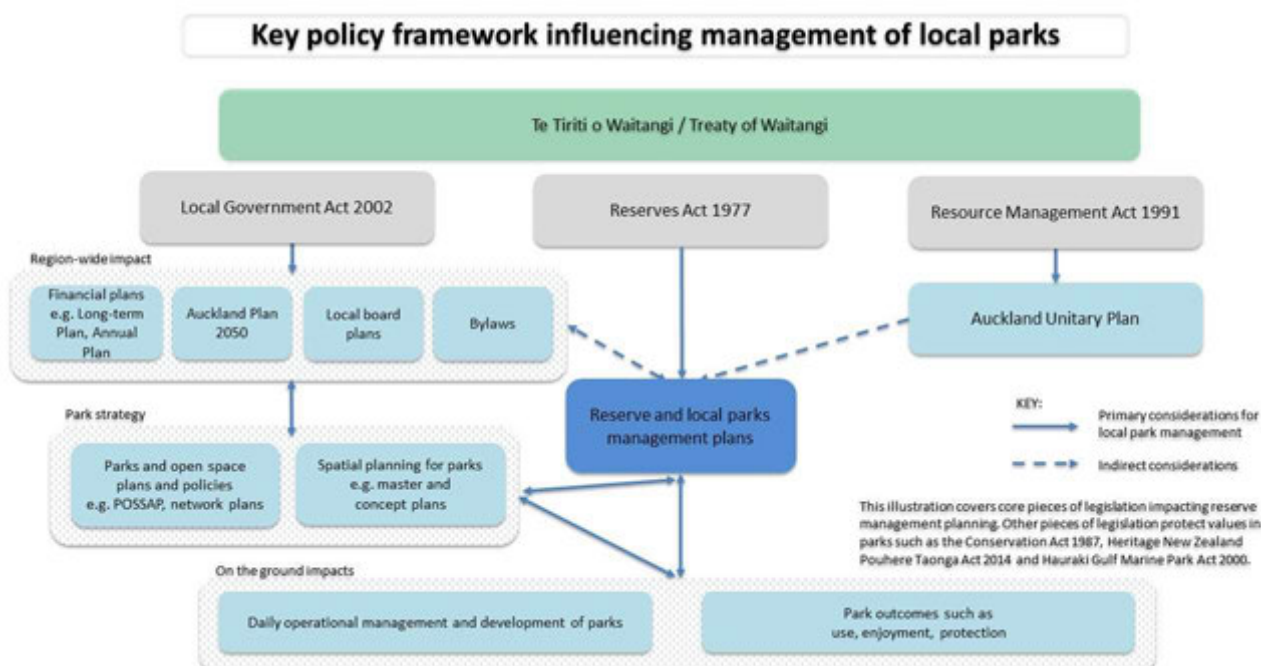 Key policy framework influencing management of local parks
Te Tiriti o Waitangi / Treaty of Waitangi
Local Government Act 2002
Reserves Act 1977
Resource Management Act 1991
Region-wide impact
Financial plans
e.g. Long-term
Plan, Annual
Plan
Auckland Plan
2050
Local board
plans
Bylaws
Auckland Unitary Plan
Park strategy
Parks and open space
plans and policies
e.g. POSSAP, network plans
Spatial planning for parks
e.g. master and
concept plans
Reserve and local parks
management plans
KEY:
Primary considerations for
local park management
Indirect considerations
This illustration covers core pieces of legislation impacting reserve
management planning. Other pieces of legislation protect values in
parks such as the Conservation Act 1987, Heritage New Zealand
Pouhere Taonga Act 2014 and Hauraki Gulf Marine Park Act 2000.
On the ground impacts
Daily operational management and development of parks
Park outcomes such as
use, enjoyment, protection